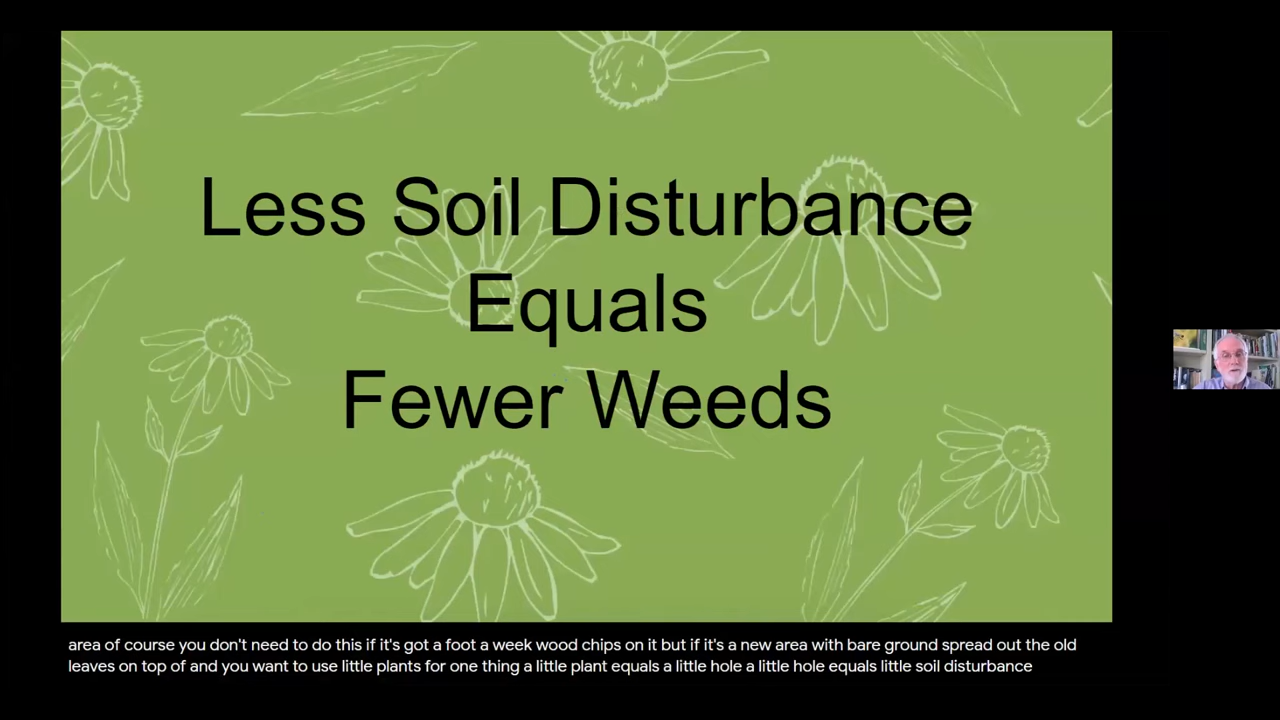 Less Soil Disturbance
Equals
Fewer Weeds
area of course you don't need to do this if it's got a foot a week wood chips on it but if it's a new area with bare ground spread out the old
leaves on top of and you want to use little plants for one thing a little plant equals a little hole a little hole equals little soil disturbance